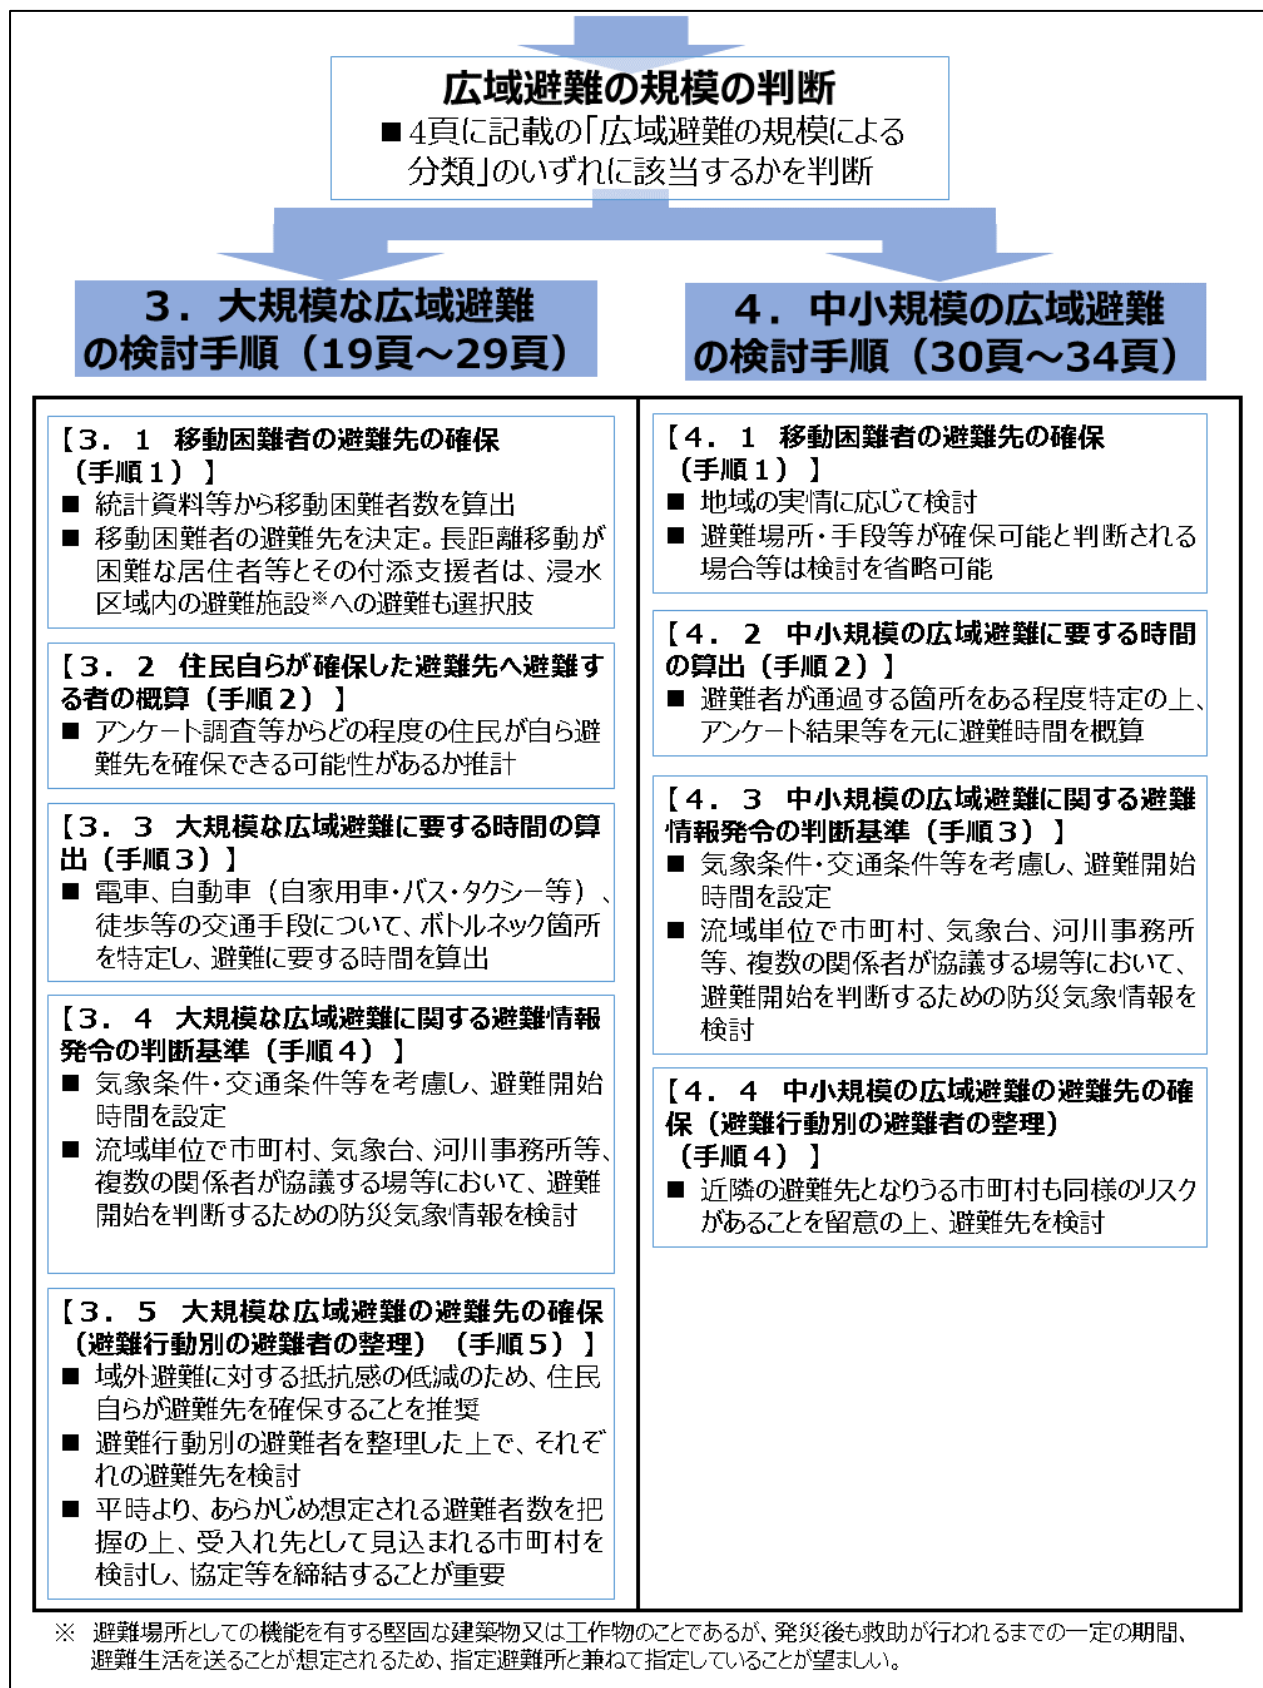 広域避難の規模の判断
■4頁に記載の「広域避難の規模による
分類」のいずれに該当するかを判断
３．大規模な広域避難
の検討手順（19頁～29頁）
４．中小規模の広域避難
の検討手順（30頁～34頁）
【３．１ 移動困難者の避難先の確保
（手順１）】
■ 統計資料等から移動困難者数を算出
■ 移動困難者の避難先を決定。長距離移動が
困難な居住者等とその付添支援者は、浸水
区域内の避難施設※への避難も選択肢
【３．２ 住民自らが確保した避難先へ避難す
る者の概算（手順２）】
■ アンケート調査等からどの程度の住民が自ら避
難先を確保できる可能性があるか推計
【３．３ 大規模な広域避難に要する時間の算
出（手順３）】
■ 電車、自動車（自家用車・バス・タクシー等）、
徒歩等の交通手段について、ボトルネック箇所
を特定し、避難に要する時間を算出
【３．４ 大規模な広域避難に関する避難情報
発令の判断基準（手順４）】
■ 気象条件・交通条件等を考慮し、避難開始
時間を設定
■ 流域単位で市町村、気象台、河川事務所等、
複数の関係者が協議する場等において、避難
開始を判断するための防災気象情報を検討
【３．５ 大規模な広域避難の避難先の確保
（避難行動別の避難者の整理）（手順５）】
■ 域外避難に対する抵抗感の低減のため、住民
自らが避難先を確保することを推奨
■ 避難行動別の避難者を整理した上で、それぞ
れの避難先を検討
■ 平時より、あらかじめ想定される避難者数を把
握の上、受入れ先として見込まれる市町村を
検討し、協定等を締結することが重要
【４．１ 移動困難者の避難先の確保
（手順１）】
■ 地域の実情に応じて検討
■ 避難場所・手段等が確保可能と判断される
場合等は検討を省略可能
【４．２ 中小規模の広域避難に要する時間
の算出（手順２）】
■ 避難者が通過する箇所をある程度特定の上、
アンケート結果等を元に避難時間を概算
【４．３ 中小規模の広域避難に関する避難
情報発令の判断基準（手順３）】
■ 気象条件・交通条件等を考慮し、避難開始
時間を設定
■ 流域単位で市町村、気象台、河川事務所
等、複数の関係者が協議する場等において、
避難開始を判断するための防災気象情報を
検討
【４．４ 中小規模の広域避難の避難先の確
保（避難行動別の避難者の整理）
（手順４）】
■ 近隣の避難先となりうる市町村も同様のリスク
があることを留意の上、避難先を検討
※ 避難場所としての機能を有する堅固な建築物又は工作物のことであるが、発災後も救助が行われるまでの一定の期間、
避難生活を送ることが想定されるため、指定避難所と兼ねて指定していることが望ましい。